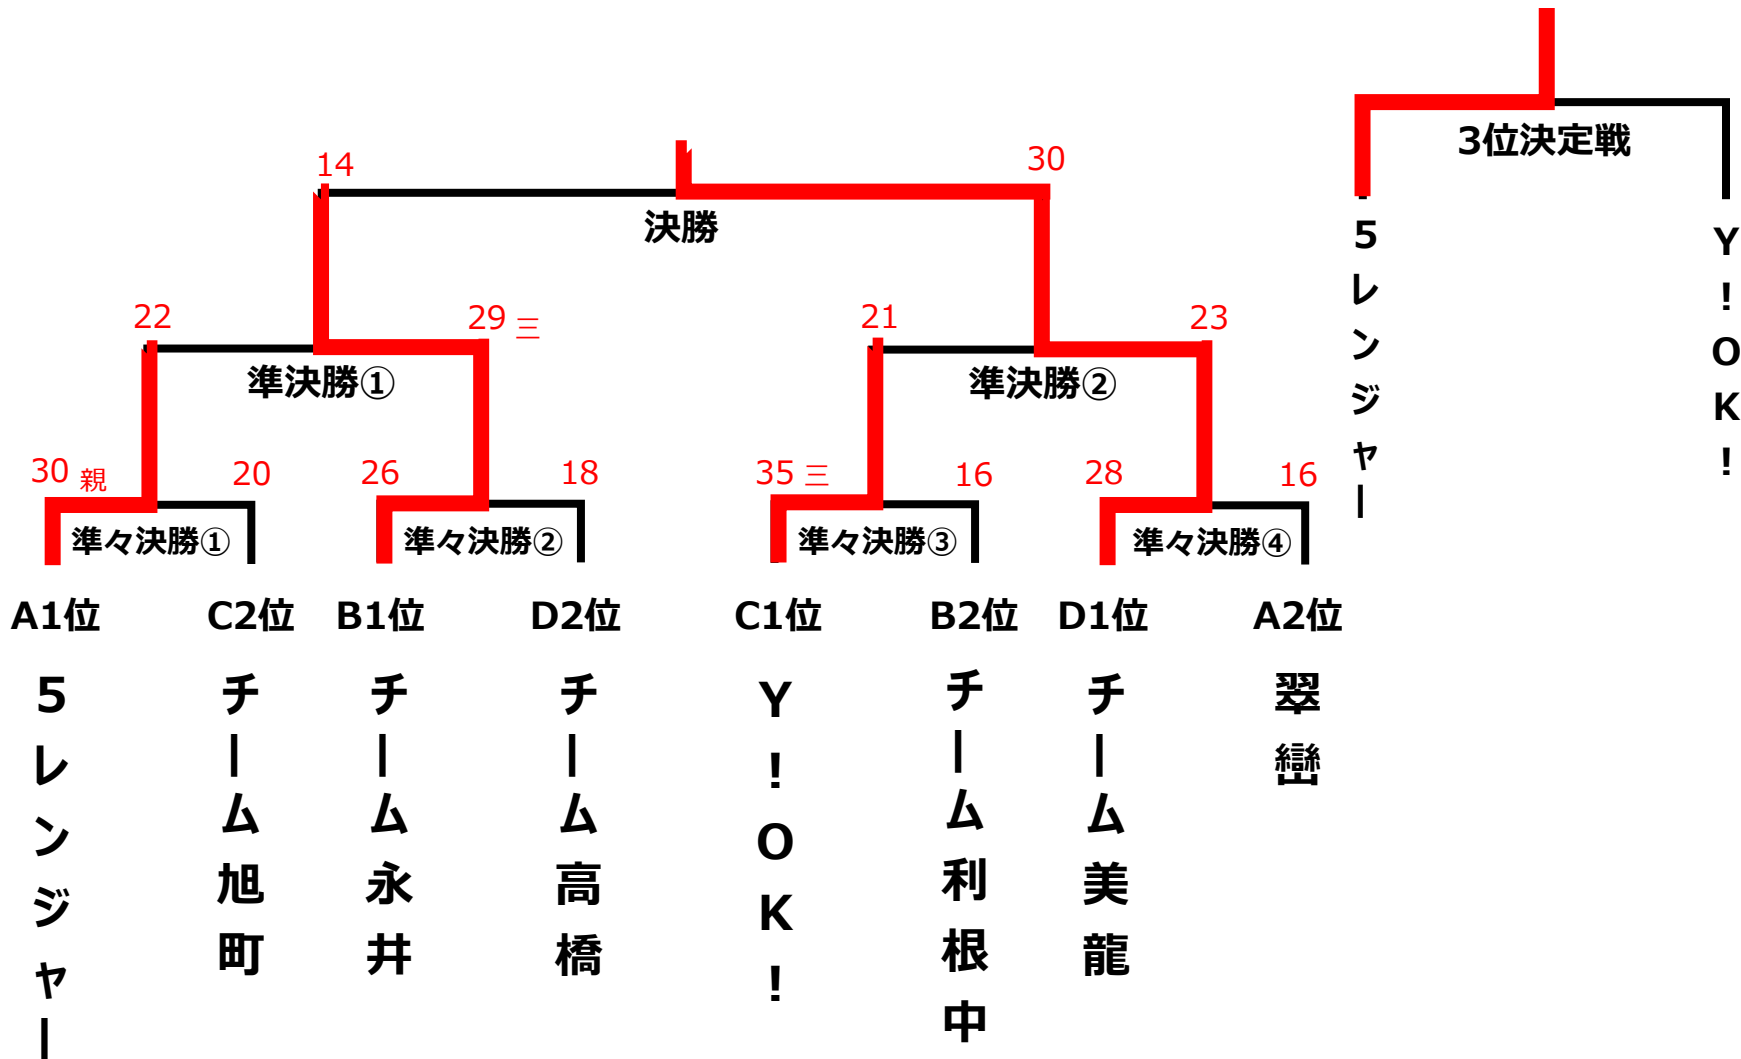 3位決定戦
5レンジャー
Y!OK!
14
30
決勝
22
29 三
21
23
準決勝①
準決勝②
30 親
20
26
18
35 三
16
28
16
準々決勝①
準々決勝②
準々決勝③
準々決勝④
A1位
C2位
B1位
D2位
C1位
B2位
D1位
A2位
5レンジャー
チーム旭町
チーム永井
チーム高橋
Y!OK!
チーム利根中
チーム美龍
翠巒